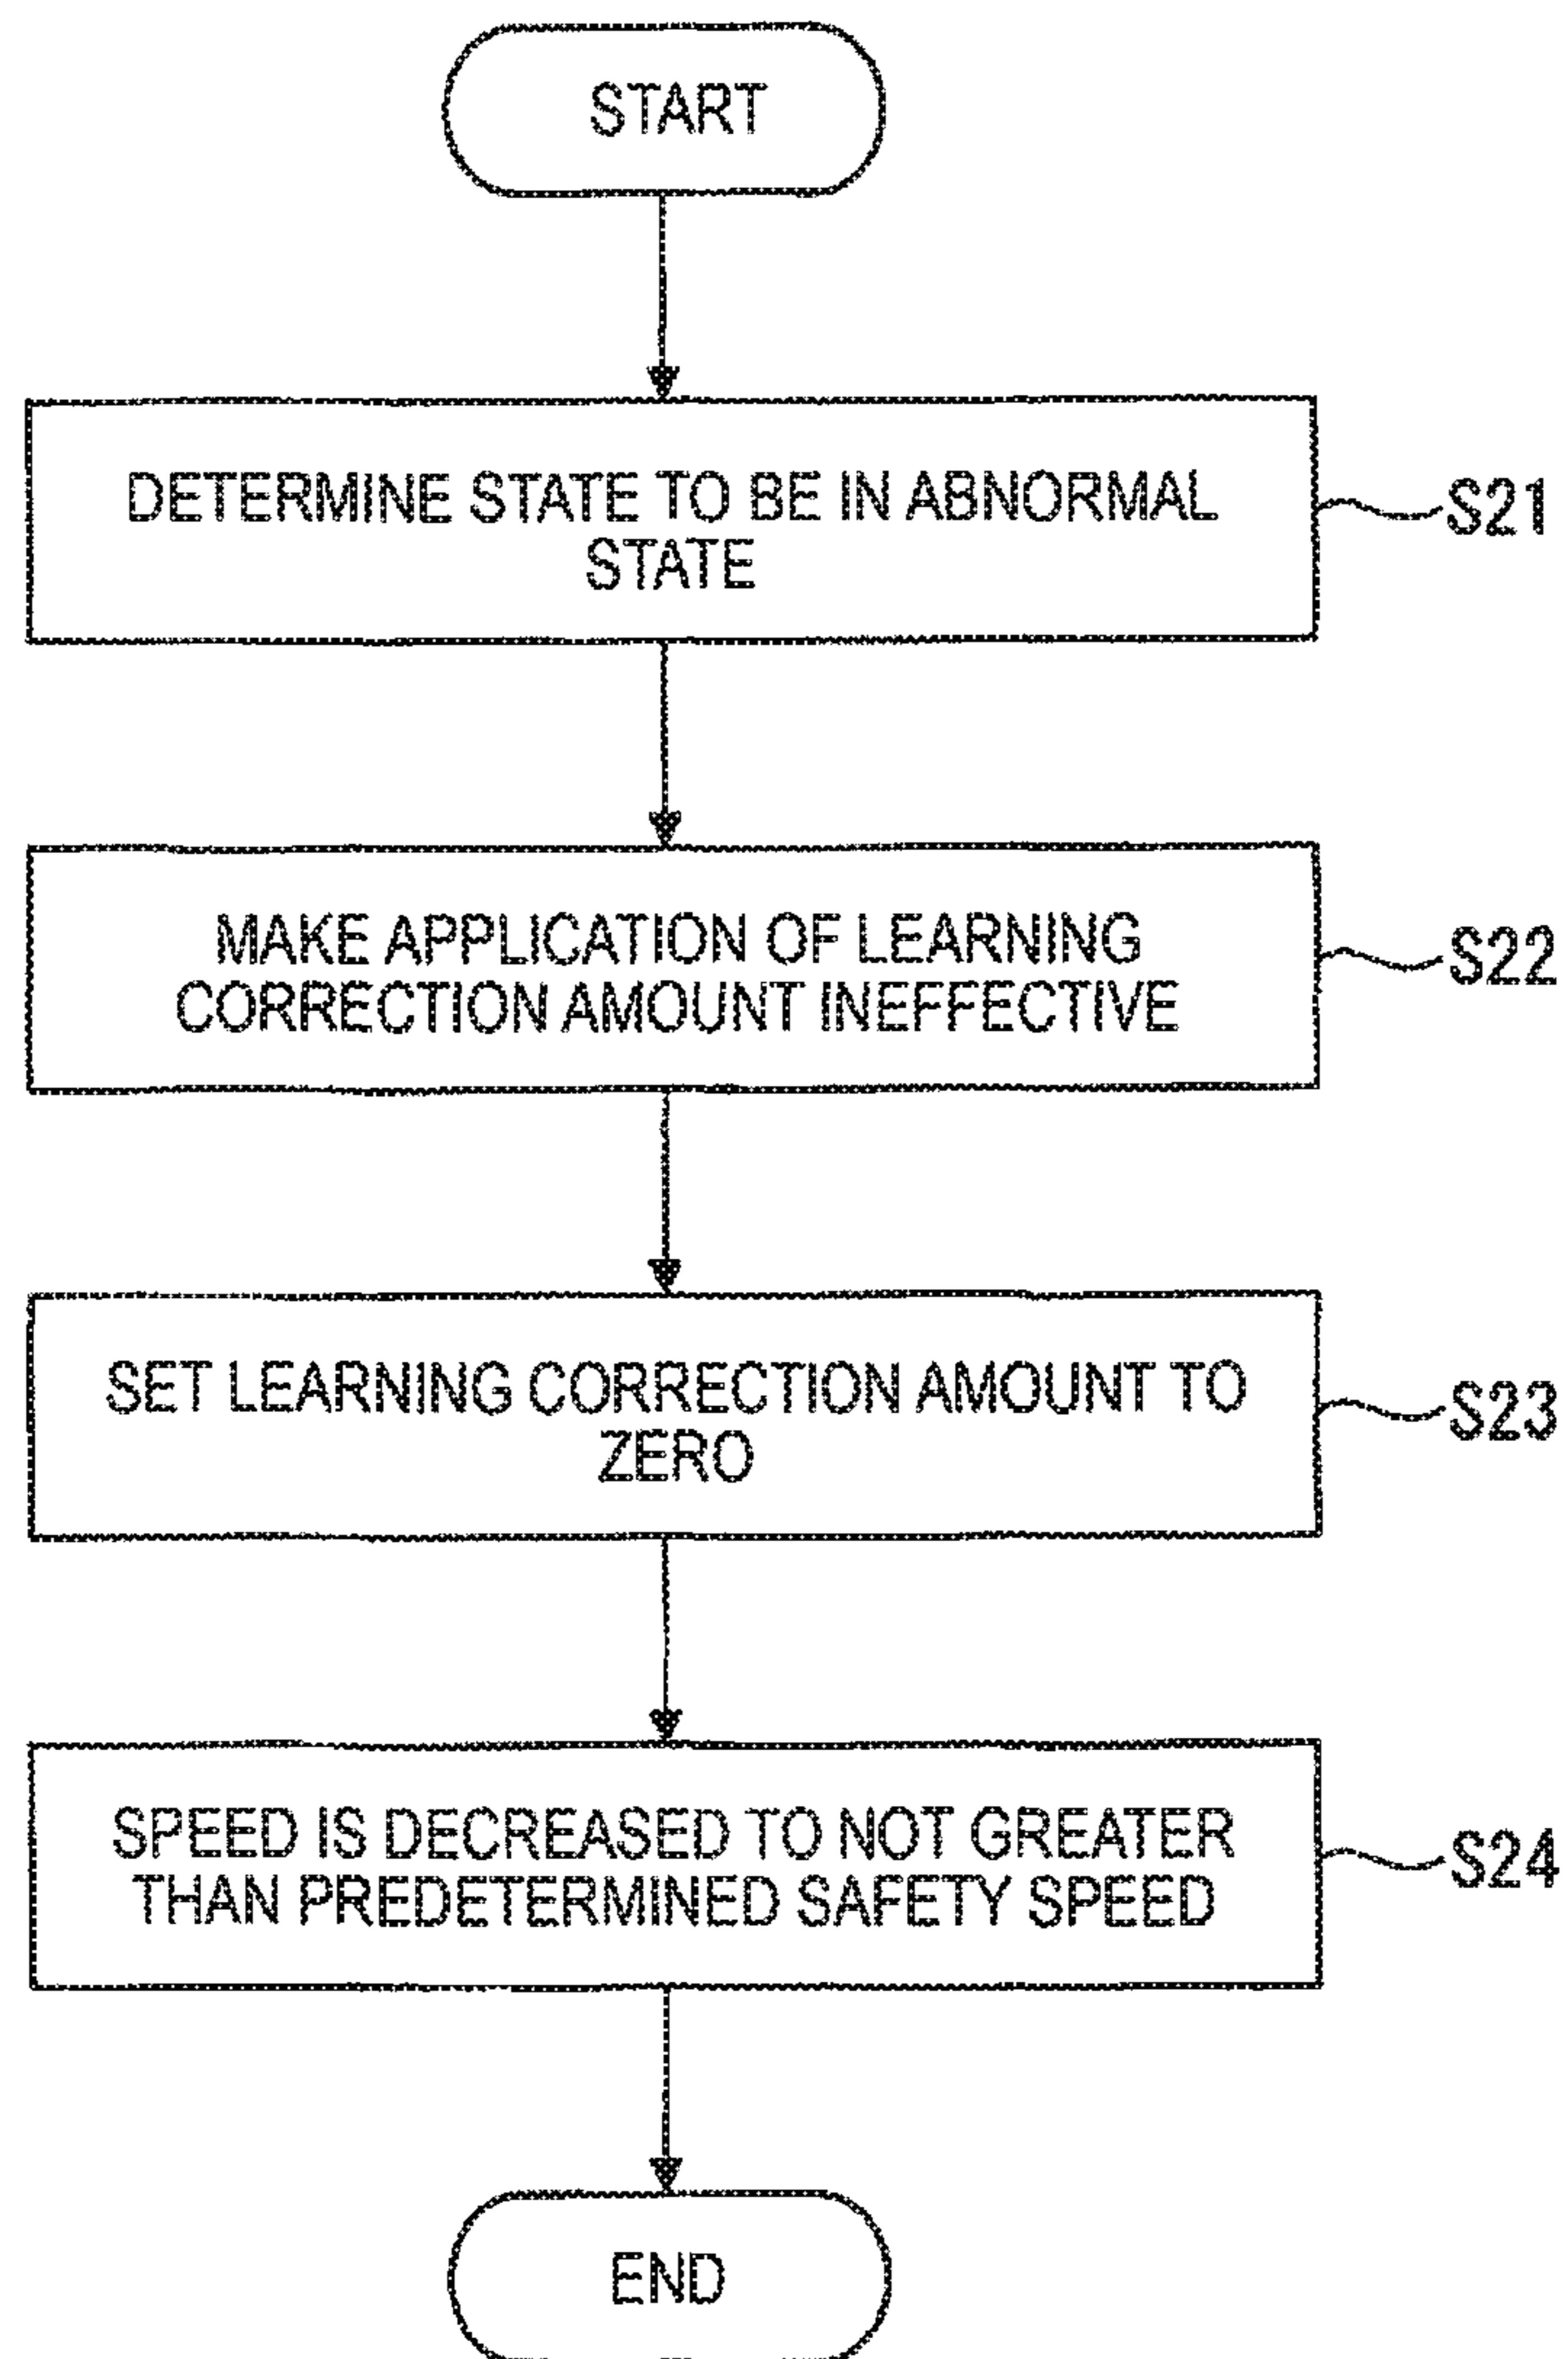 START
DETERMINE STATE TO BE IN ABNORMAL
STATE
S21
MAKE APPLICATION OF LEARNING
CORRECTION AMOUNT INEFFECTIVE
S22
SET LEARNING CORRECTION AMOUNT TO
ZERO
S23
SPEED IS DECREASED TO NOT GREATER
THAN PREDETERMINED SAFETY SPEED
S24
END